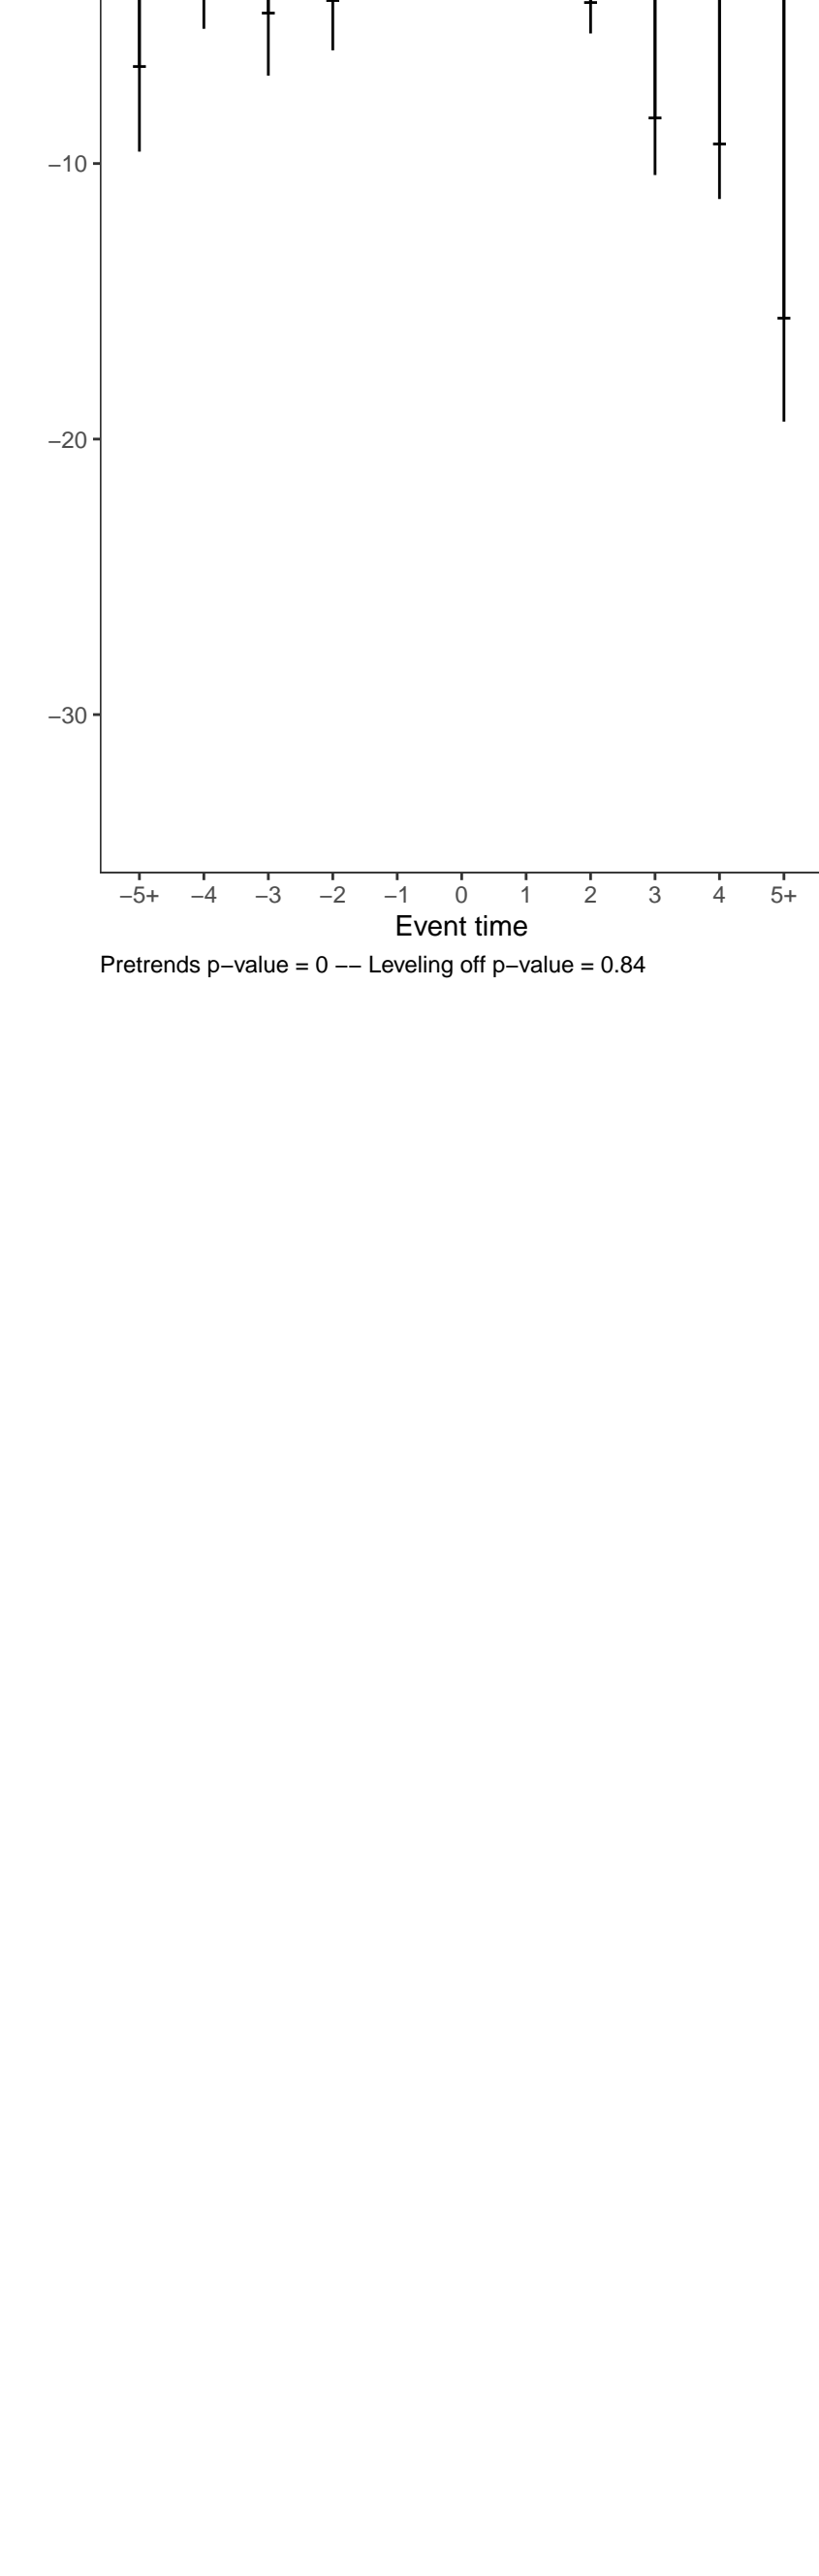 −10
−20
−30
−5+ −4 −3 −2 −1 0 1 2 3 4 5+
Event time
Pretrends p−value = 0 −− Leveling off p−value = 0.84